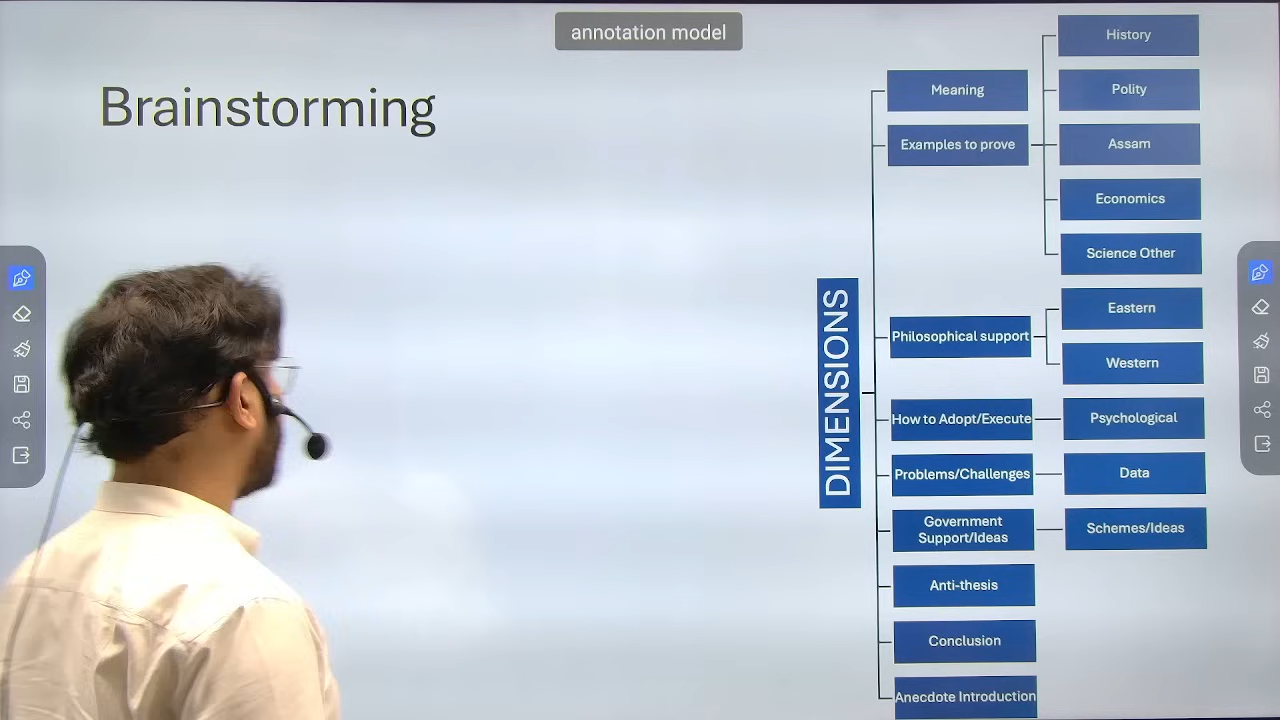 annotation model
Brainstorming
DIMENSIONS
Meaning
Examples to prove
History
Polity
Assam
Economics
Science Other
Philosophical support
Eastern
Western
How to Adopt/Execute
Psychological
Problems/Challenges
Data
Government
Support/Ideas
Schemes/Ideas
Anti-thesis
Conclusion
Anecdote Introduction